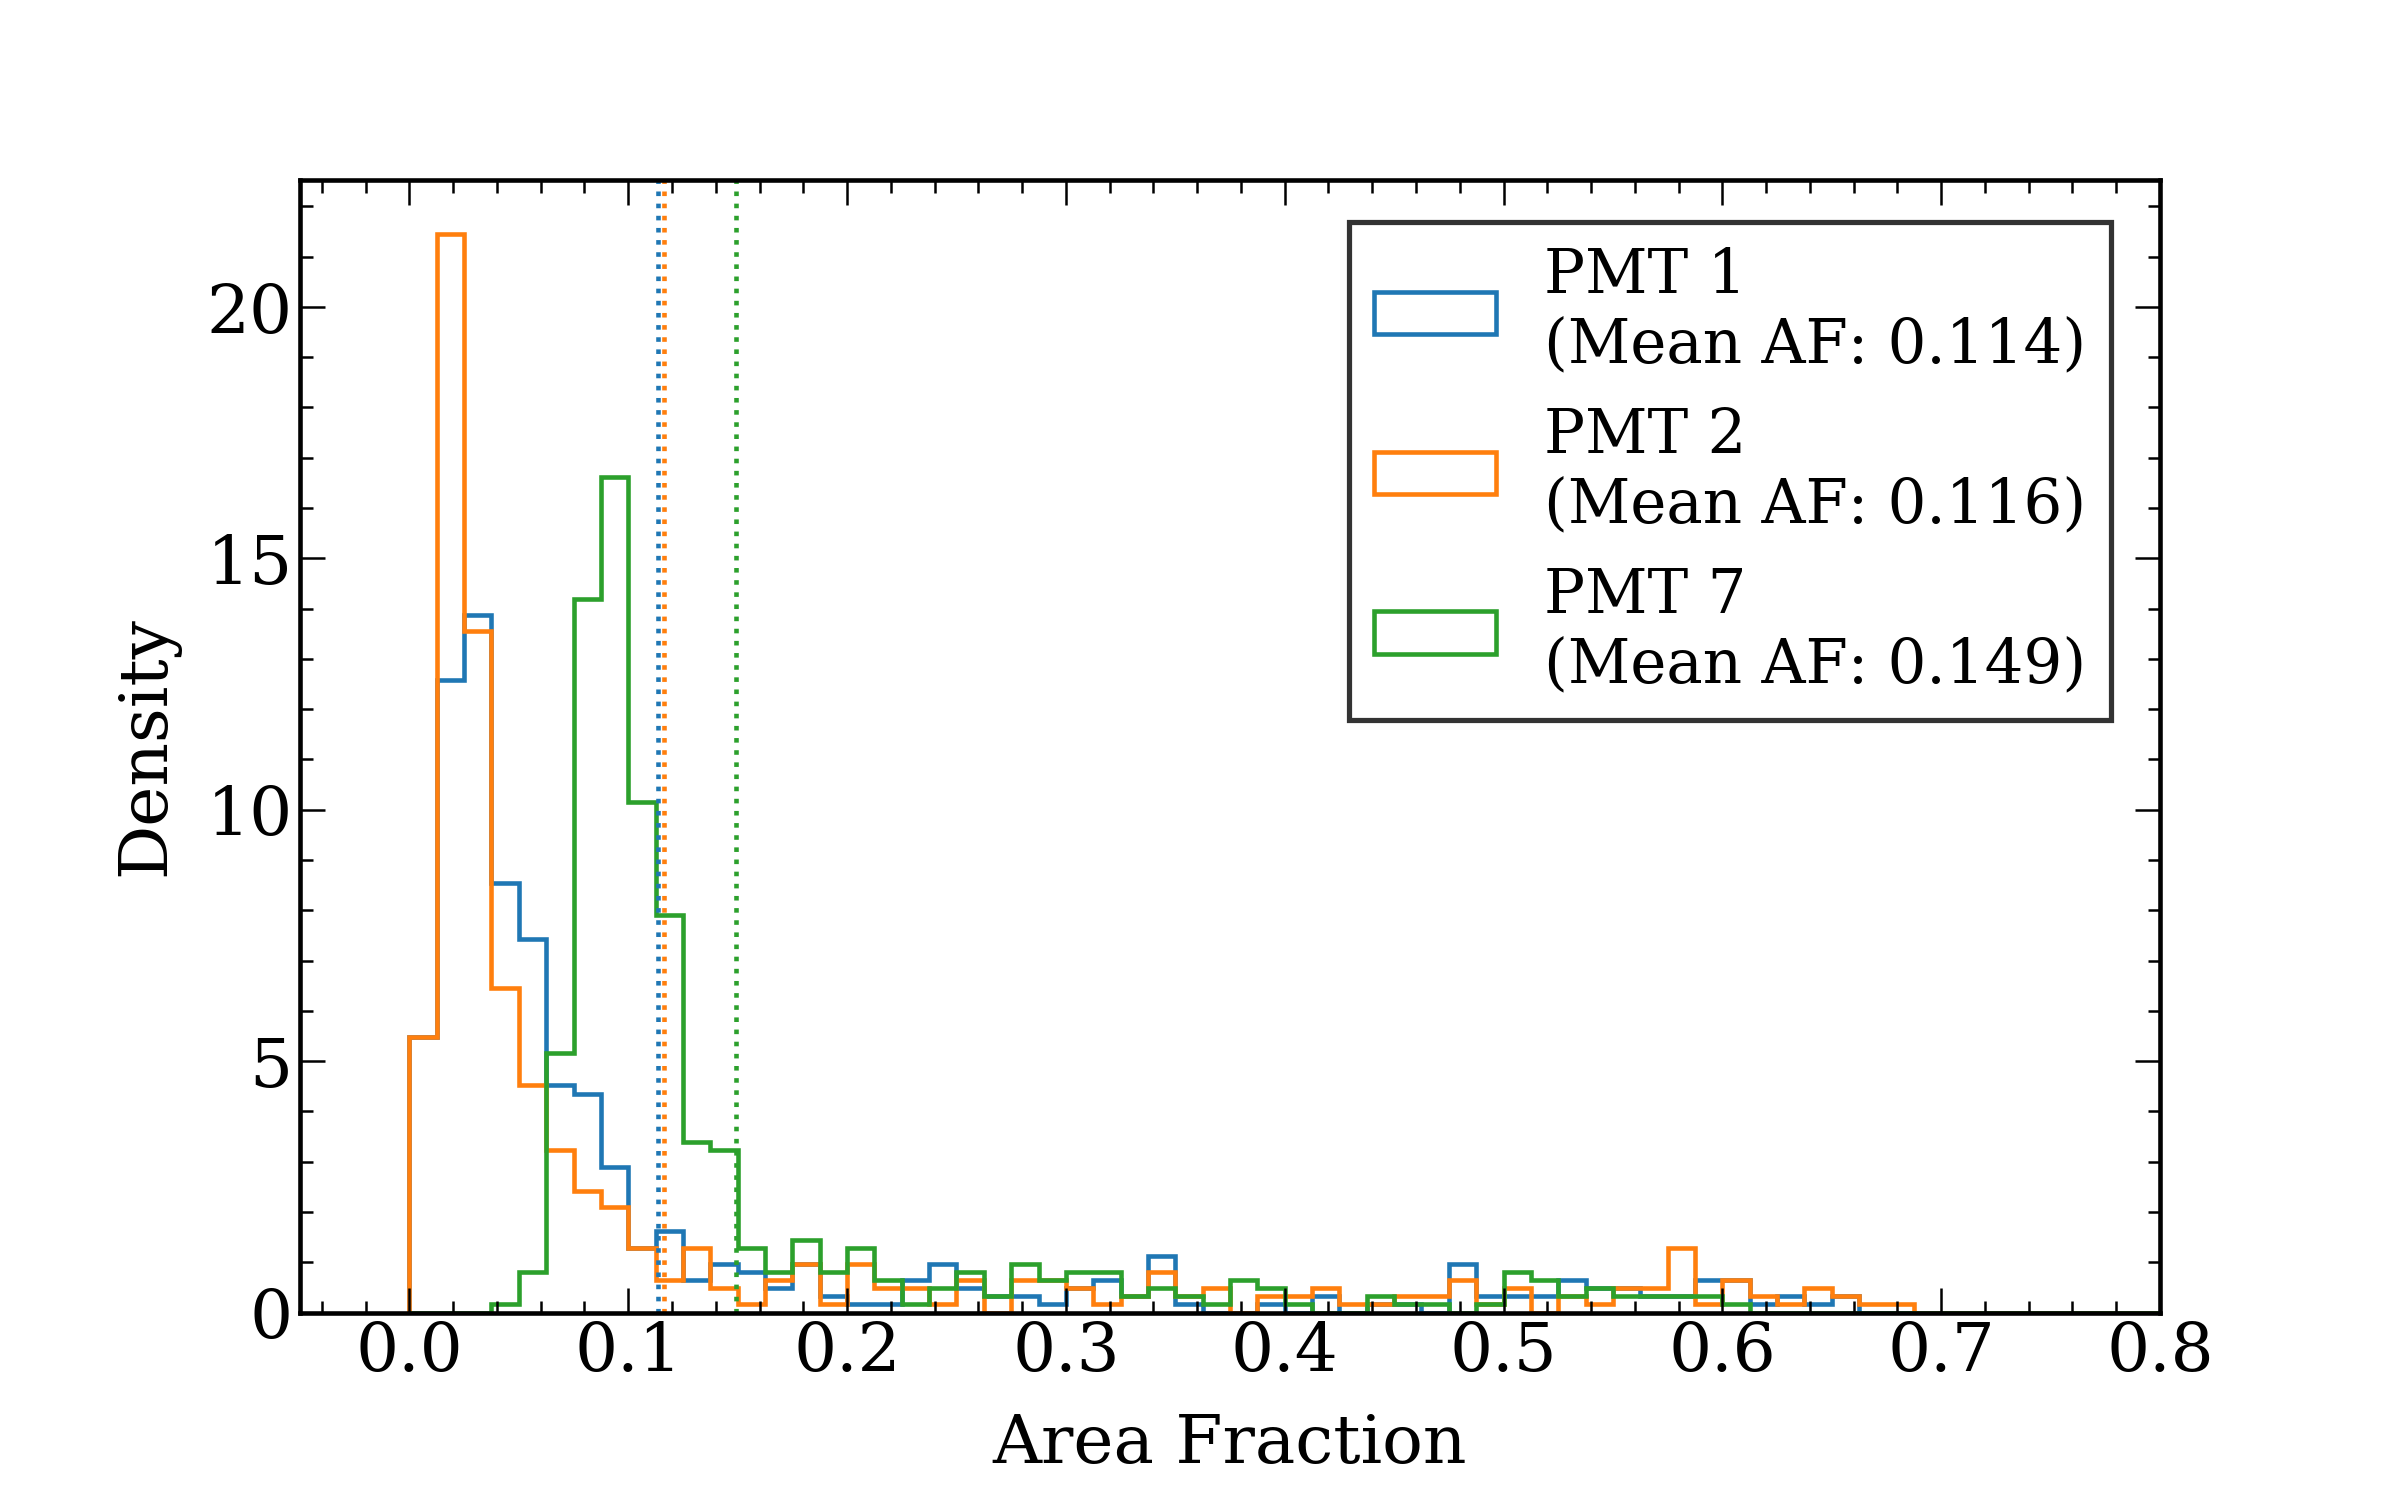 PMT 1
(Mean AF: 0.114)
PMT 2
(Mean AF: 0.116)
PMT 7
(Mean AF: 0.149)
20
15
10
5
0
Density
0.0 0.1 0.2 0.3 0.4 0.5 0.6 0.7 0.8
Area Fraction